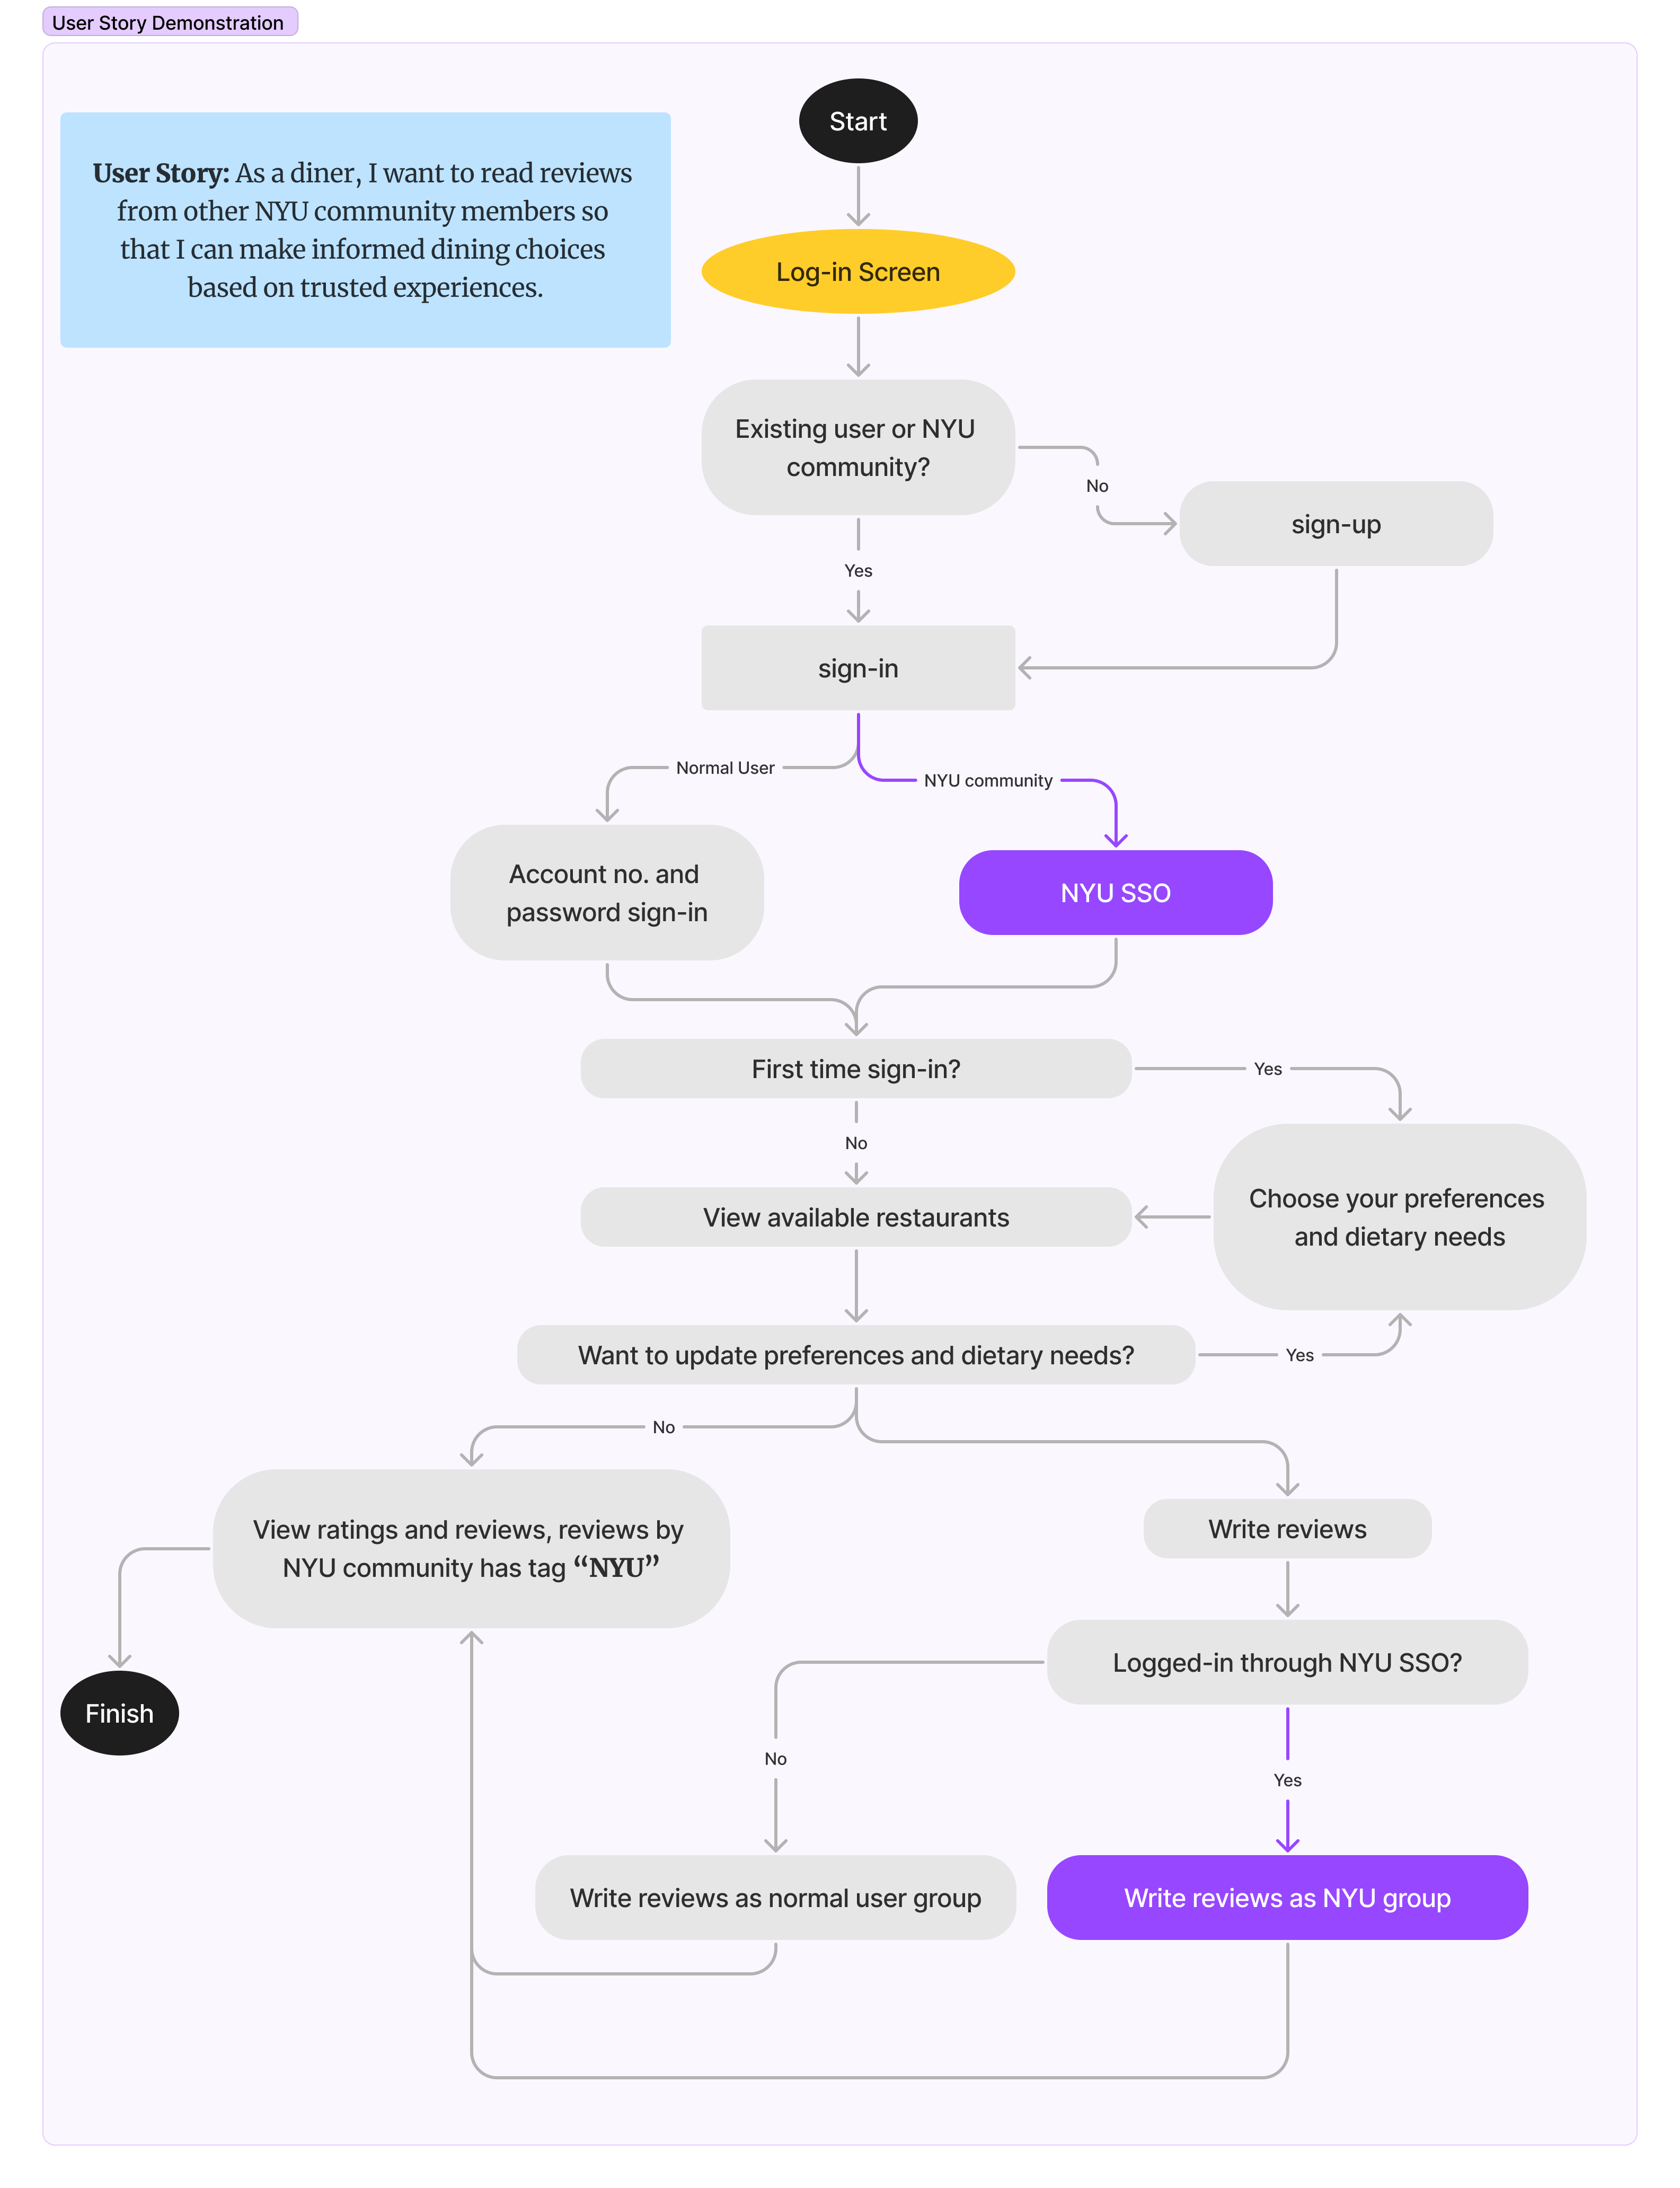 User Story Demonstration
Start
User Story: As a diner, I want to read reviews
from other NYU community members so
that I can make informed dining choices
based on trusted experiences.
Log-in Screen
Existing user or NYU
community?
No
sign-up
Yes
sign-in
Normal User
NYU community
Account no. and
password sign-in
NYU SSO
First time sign-in?
Yes
No
Choose your preferences
and dietary needs
View available restaurants
Want to update preferences and dietary needs?
Yes
No
View ratings and reviews, reviews by
NYU community has tag “NYU”
Write reviews
Logged-in through NYU SSO?
Finish
No
Yes
Write reviews as normal user group
Write reviews as NYU group